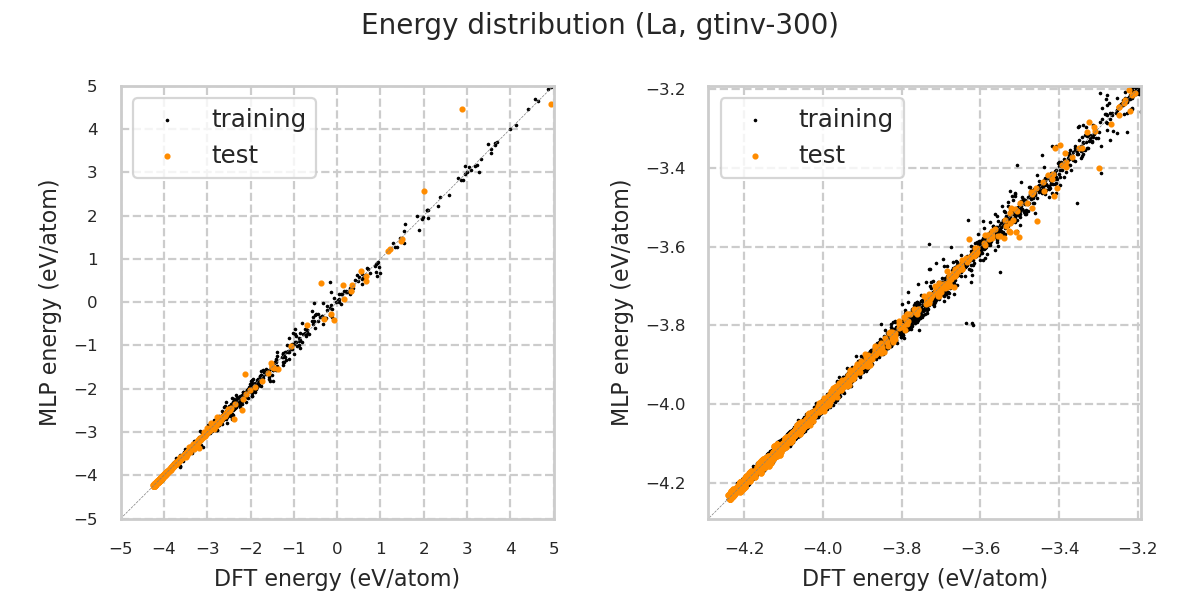 Energy distribution (La, gtinv-300)
training
test
5
4
3
2
1
0
−1
−2
−3
−4
−5
−5 −4 −3 −2 −1 0 1 2 3 4 5
MLP energy (eV/atom)
DFT energy (eV/atom)
training
test
−3.2
−3.4
−3.6
−3.8
−4.0
−4.2
−4.2 −4.0 −3.8 −3.6 −3.4 −3.2
MLP energy (eV/atom)
DFT energy (eV/atom)